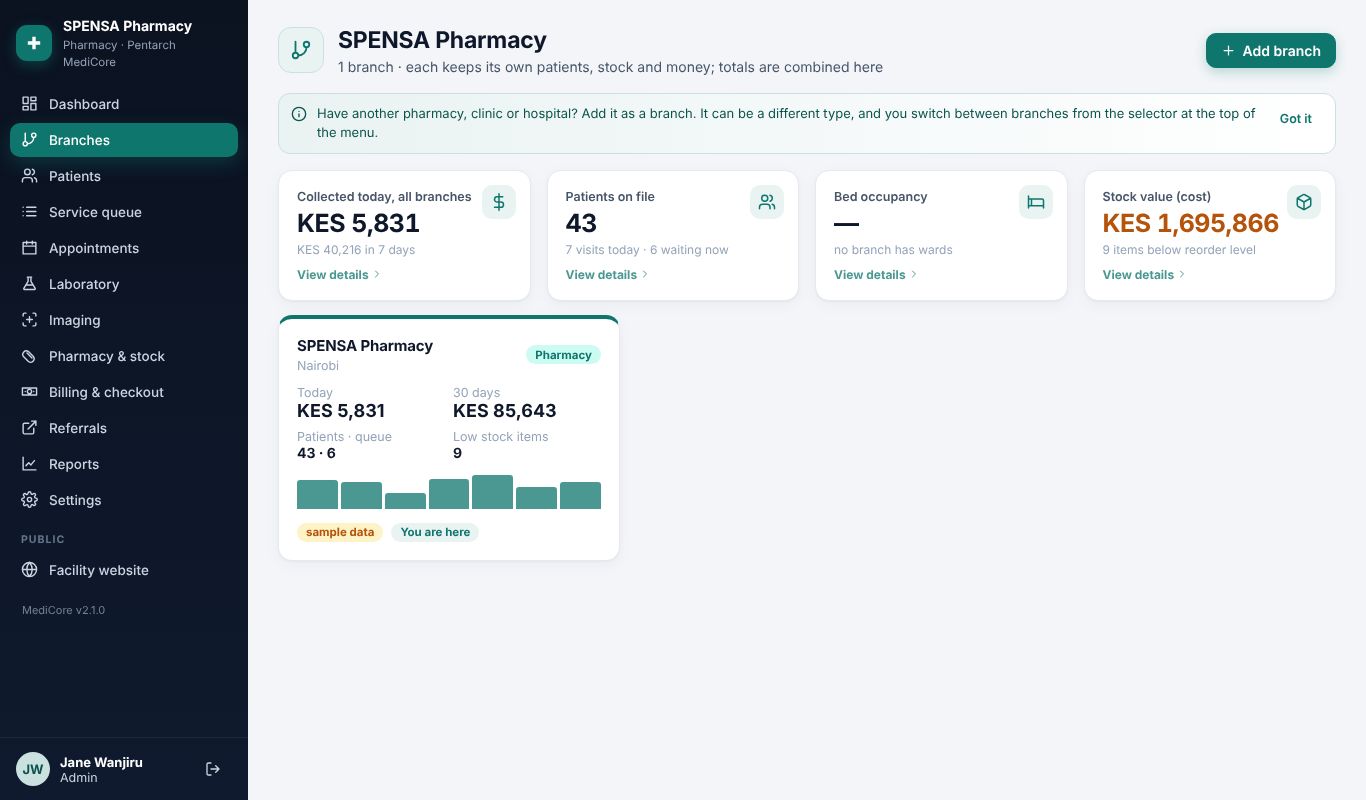 SPENSA Pharmacy
Pharmacy · Pentarch
MediCore
Dashboard
Branches
Patients
Service queue
Appointments
Laboratory
Imaging
Pharmacy & stock
Billing & checkout
Referrals
Reports
Settings
PUBLIC
Facility website
MediCore v2.1.0
JW
Jane Wanjiru
Admin
SPENSA Pharmacy
1 branch · each keeps its own patients, stock and money; totals are combined here
+ Add branch
Have another pharmacy, clinic or hospital? Add it as a branch. It can be a different type, and you switch between branches from the selector at the top of
the menu.
Got it
Collected today, all branches
KES 5,831
KES 40,216 in 7 days
View details
Patients on file
43
7 visits today · 6 waiting now
View details
Bed occupancy
—
no branch has wards
View details
Stock value (cost)
KES 1,695,866
9 items below reorder level
View details
SPENSA Pharmacy
Nairobi
Pharmacy
Today
30 days
KES 5,831
KES 85,643
Patients · queue
Low stock items
43 · 6
9
sample data
You are here